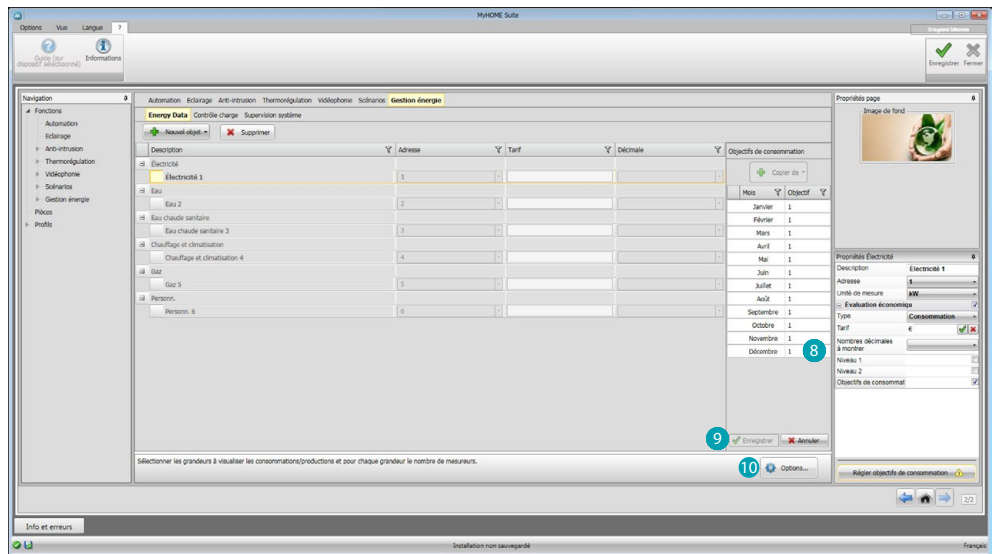 MyHOME Suite
Options Vue Langue ?
Guide (sur dispositif sélectionné)
Informations
Enregistrer Fermer
Navigation
Fonctions
Automation
Eclairage
Anti-intrusion
Thermorégulation
Vidéophonie
Scénarios
Gestion énergie
Pièces
Profils
Automation Eclairage Anti-intrusion Thermorégulation Vidéophonie Scénarios Gestion énergie
Energy Data Contrôle charge Supervision système
Nouvel objet Supprimer
Description Adresse Tarif Décimale
Électricité
Électricité 1 1
Eau
Eau 2 2
Eau chaude sanitaire
Eau chaude sanitaire 3 3
Chauffage et climatisation
Chauffage et climatisation 4 4
Gaz
Gaz 5 5
Personn.
Personn. 6 6
Objectifs de consommation
Copier de
Mois Objectif
Janvier 1
Février 1
Mars 1
Avril 1
Mai 1
Juin 1
Juillet 1
Août 1
Septembre 1
Octobre 1
Novembre 1
Décembre 1
8
9
Enregistrer Annuler
Sélectionner les grandeurs à visualiser les consommations/productions et pour chaque grandeur le nombre de mesureurs.
10
Options...
Propriétés page
Image de fond
Propriétés Électricité
Description Électricité 1
Adresse 1
Unité de mesure kW
Évaluation économiqu
Type Consommation
Tarif €
Nombres décimales à montrer
Niveau 1
Niveau 2
Objectifs de consommat
Régler objectifs de consommation.
2/2
Info et erreurs
Installation non sauvegardé
Français